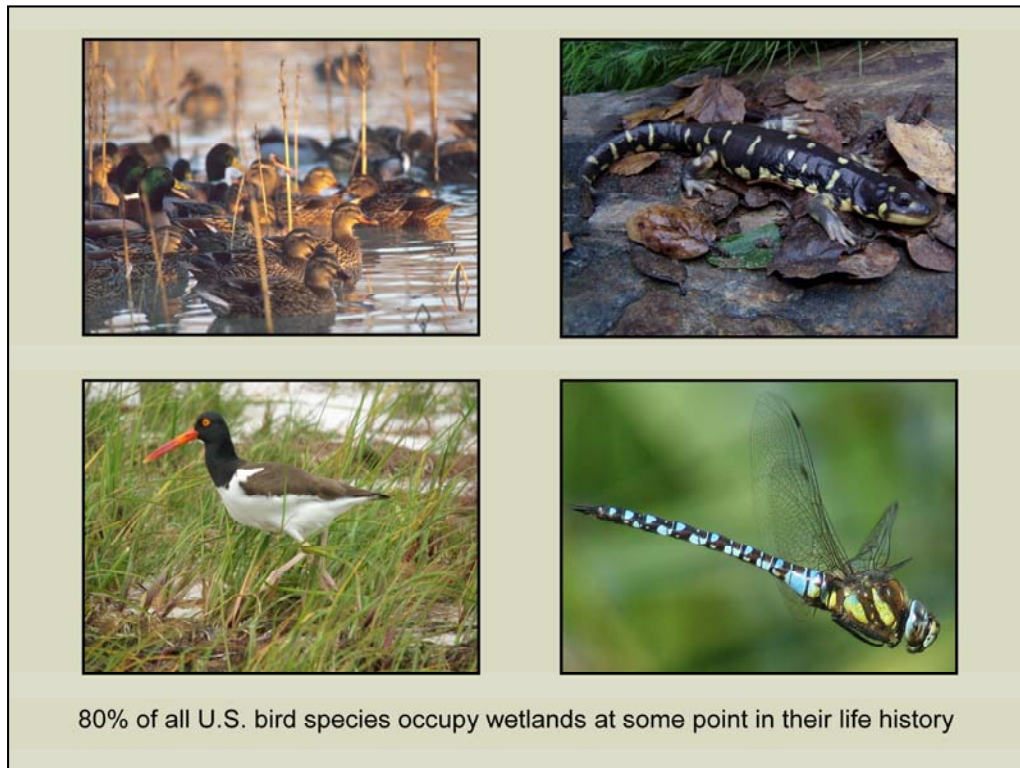 80% of all U.S. bird species occupy wetlands at some point in their life history